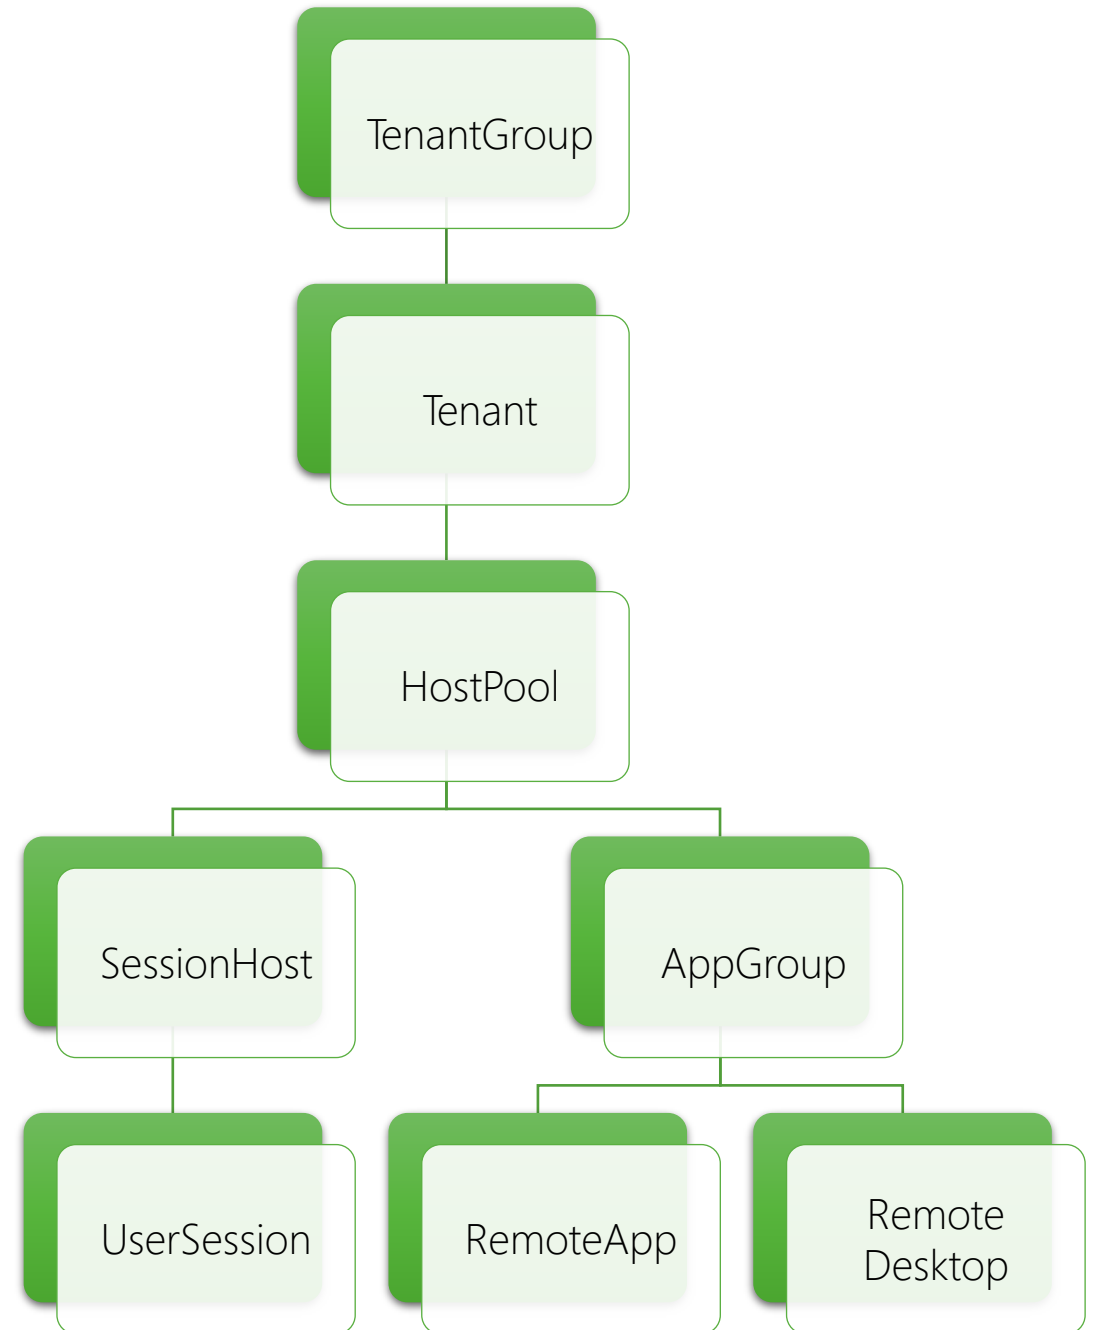 TenantGroup
Tenant
HostPool
SessionHost
AppGroup
UserSession
RemoteApp
Remote
Desktop